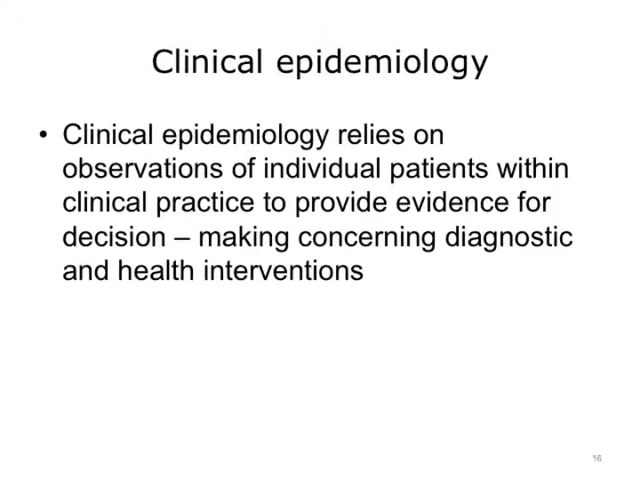 Clinical epidemiology
• Clinical epidemiology relies on
observations of individual patients within
clinical practice to provide evidence for
decision – making concerning diagnostic
and health interventions
16